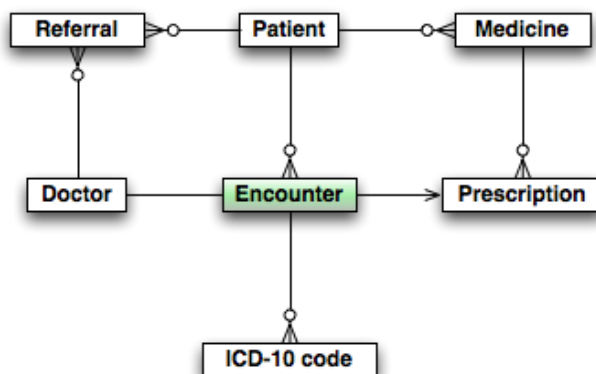 Referral
Patient
Medicine
Doctor
Encounter
Prescription
ICD-10 code